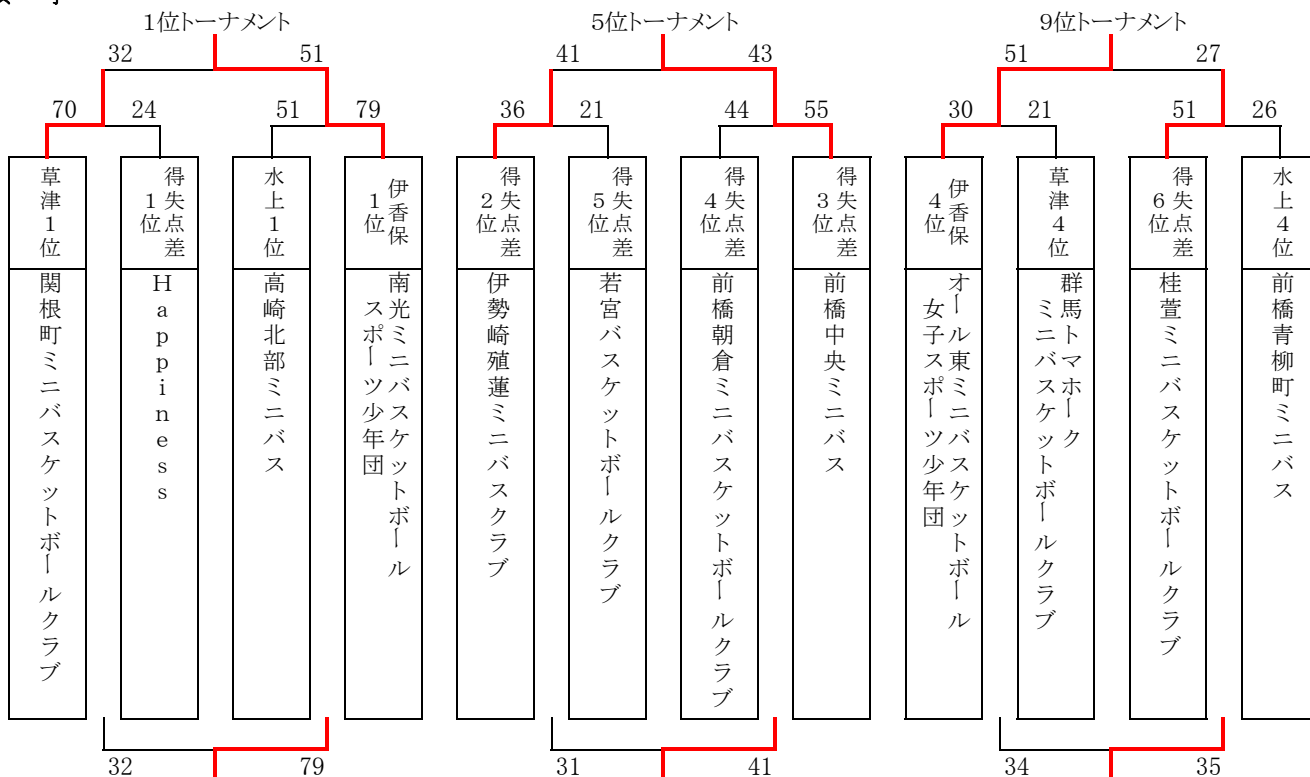 1位トーナメント
5位トーナメント
9位トーナメント
32
51
41
43
51
27
70
24
51
79
36
21
44
55
30
21
51
26
草津1位
得失点差1位
水上1位
伊香保1位
得失点差2位
得失点差5位
得失点差4位
得失点差3位
伊香保4位
草津4位
得失点差6位
水上4位
関根町ミニバスケットボールクラブ
Happiness
高崎北部ミニバス
南光ミニバスケットボール
スポーツ少年団
伊勢崎殖蓮ミニバスクラブ
若宮バスケットボールクラブ
前橋朝倉ミニバスケットボールクラブ
前橋中央ミニバス
オール東ミニバスケットボール
女子スポーツ少年団
群馬トマホーク
ミニバスケットボールクラブ
桂萱ミニバスケットボールクラブ
前橋青柳町ミニバス
32
79
31
41
34
35